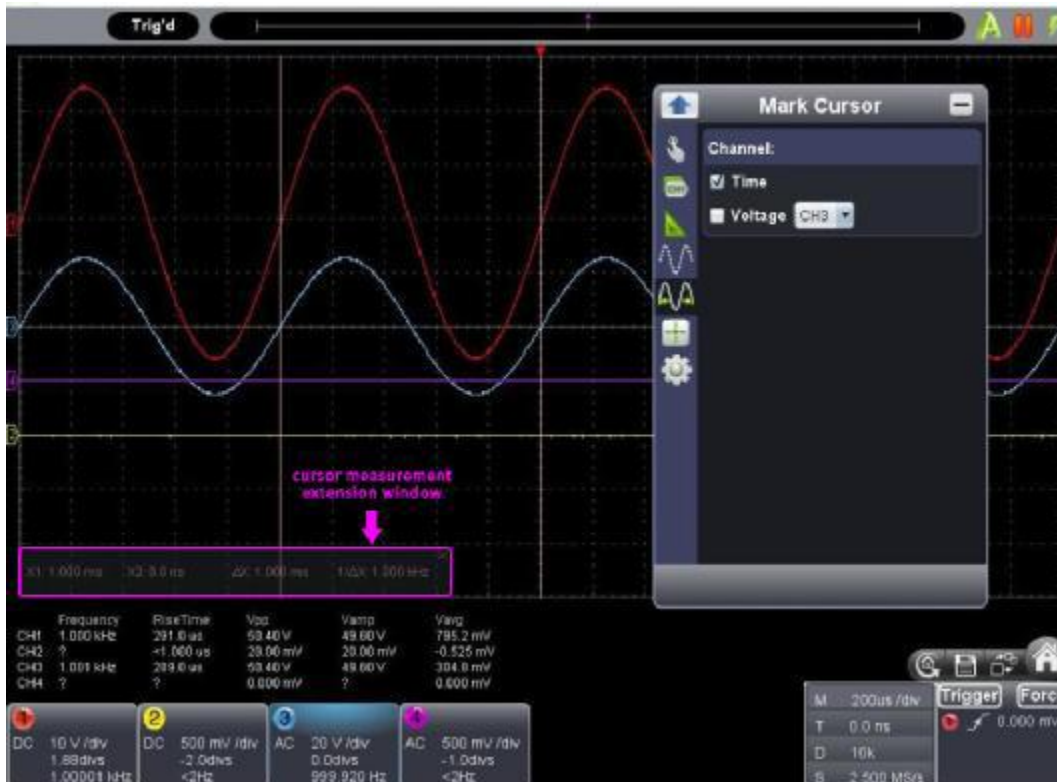 Trig'd
Mark Cursor
Channel:
Time
Voltage CH3
cursor measurement
extension window
X1: 1.000 ms X2: 0.0 ns ΔX: 1.000 ms 1/ΔX: 1.000 kHz
Frequency RiseTime Vpp Vamp Vavg
CH1 1.000 kHz 291.0 us 50.40 V 49.60 V 795.2 mV
CH2 ? <1.000 us 20.00 mV 20.00 mV -0.525 mV
CH3 1.001 kHz 289.0 us 50.40 V 49.60 V 304.0 mV
CH4 ? ? 0.000 mV ? 0.000 mV
1 2 3 4
DC 10 V /div DC 500 mV /div AC 20 V /div AC 500 mV /div
1.88divs -2.0divs 0.0divs -1.0divs
1.00001 kHz <2Hz 999.920 Hz <2Hz
M 200us /div
T 0.0 ns
D 10k
S 2.500 MS/s
Trigger Force
0.000 mV